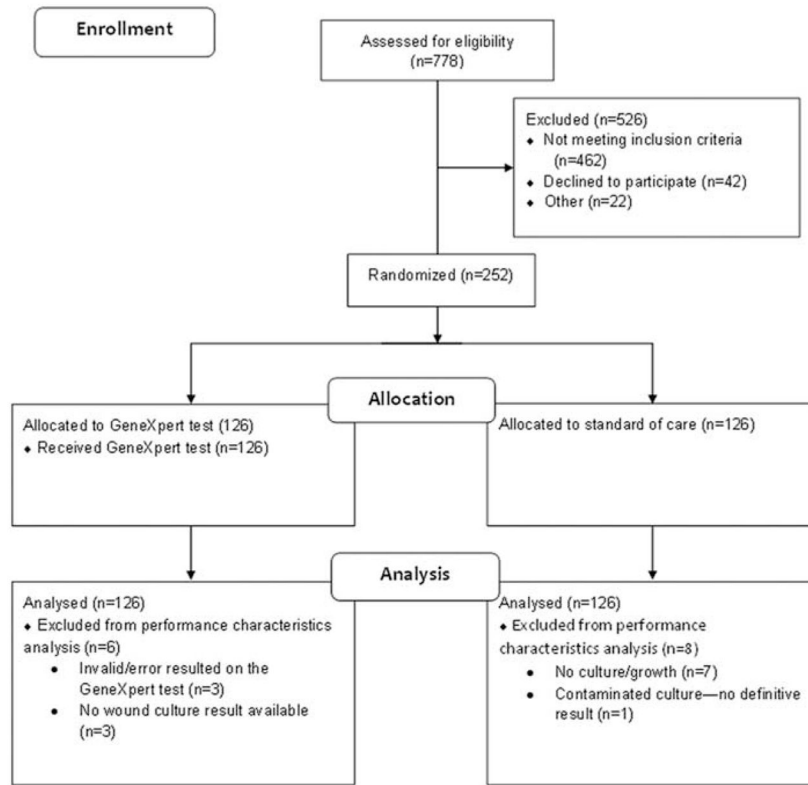 Enrollment
Assessed for eligibility
(n=778)
Excluded (n=526)
♦ Not meeting inclusion criteria
(n=462)
♦ Declined to participate (n=42)
♦ Other (n=22)
Randomized (n=252)
Allocation
Allocated to GeneXpert test (126)
♦ Received GeneXpert test (n=126)
Allocated to standard of care (n=126)
Analysis
Analysed (n=126)
♦ Excluded from performance characteristics
analysis (n=6)
• Invalid/error resulted on the
GeneXpert test (n=3)
• No wound culture result available
(n=3)
Analysed (n=126)
♦ Excluded from performance
characteristics analysis (n=8)
• No culture/growth (n=7)
• Contaminated culture—no definitive
result (n=1)